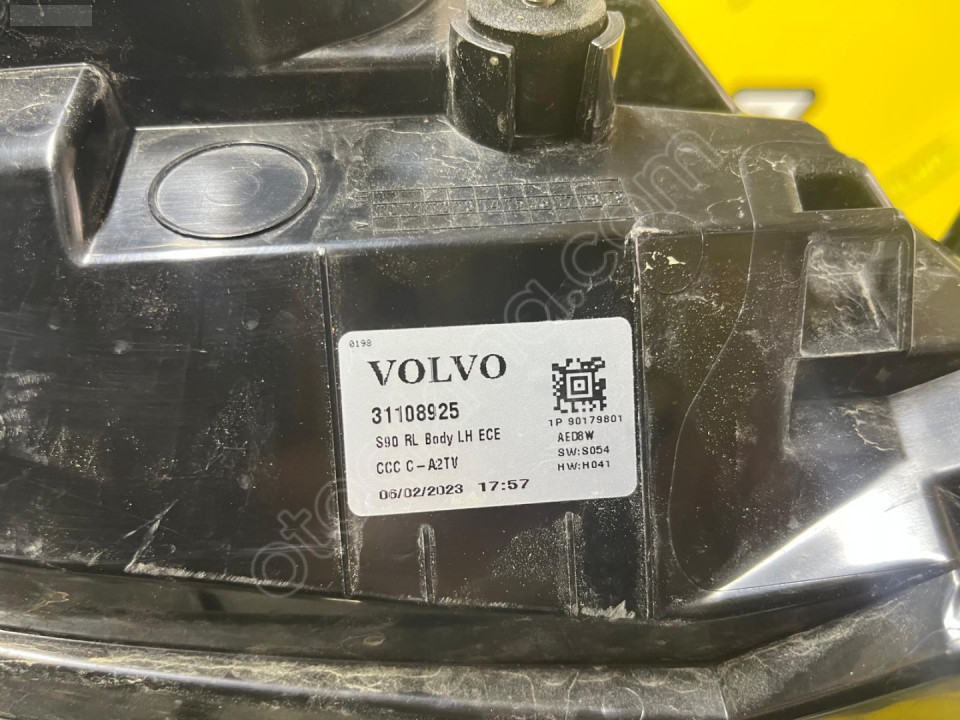 0198
VOLVO
31108925
S90 RL Body LH ECE
CCC C-A2TV
06/02/2023 17:57
1P 90179801
AED8W
SW:S054
HW:H041